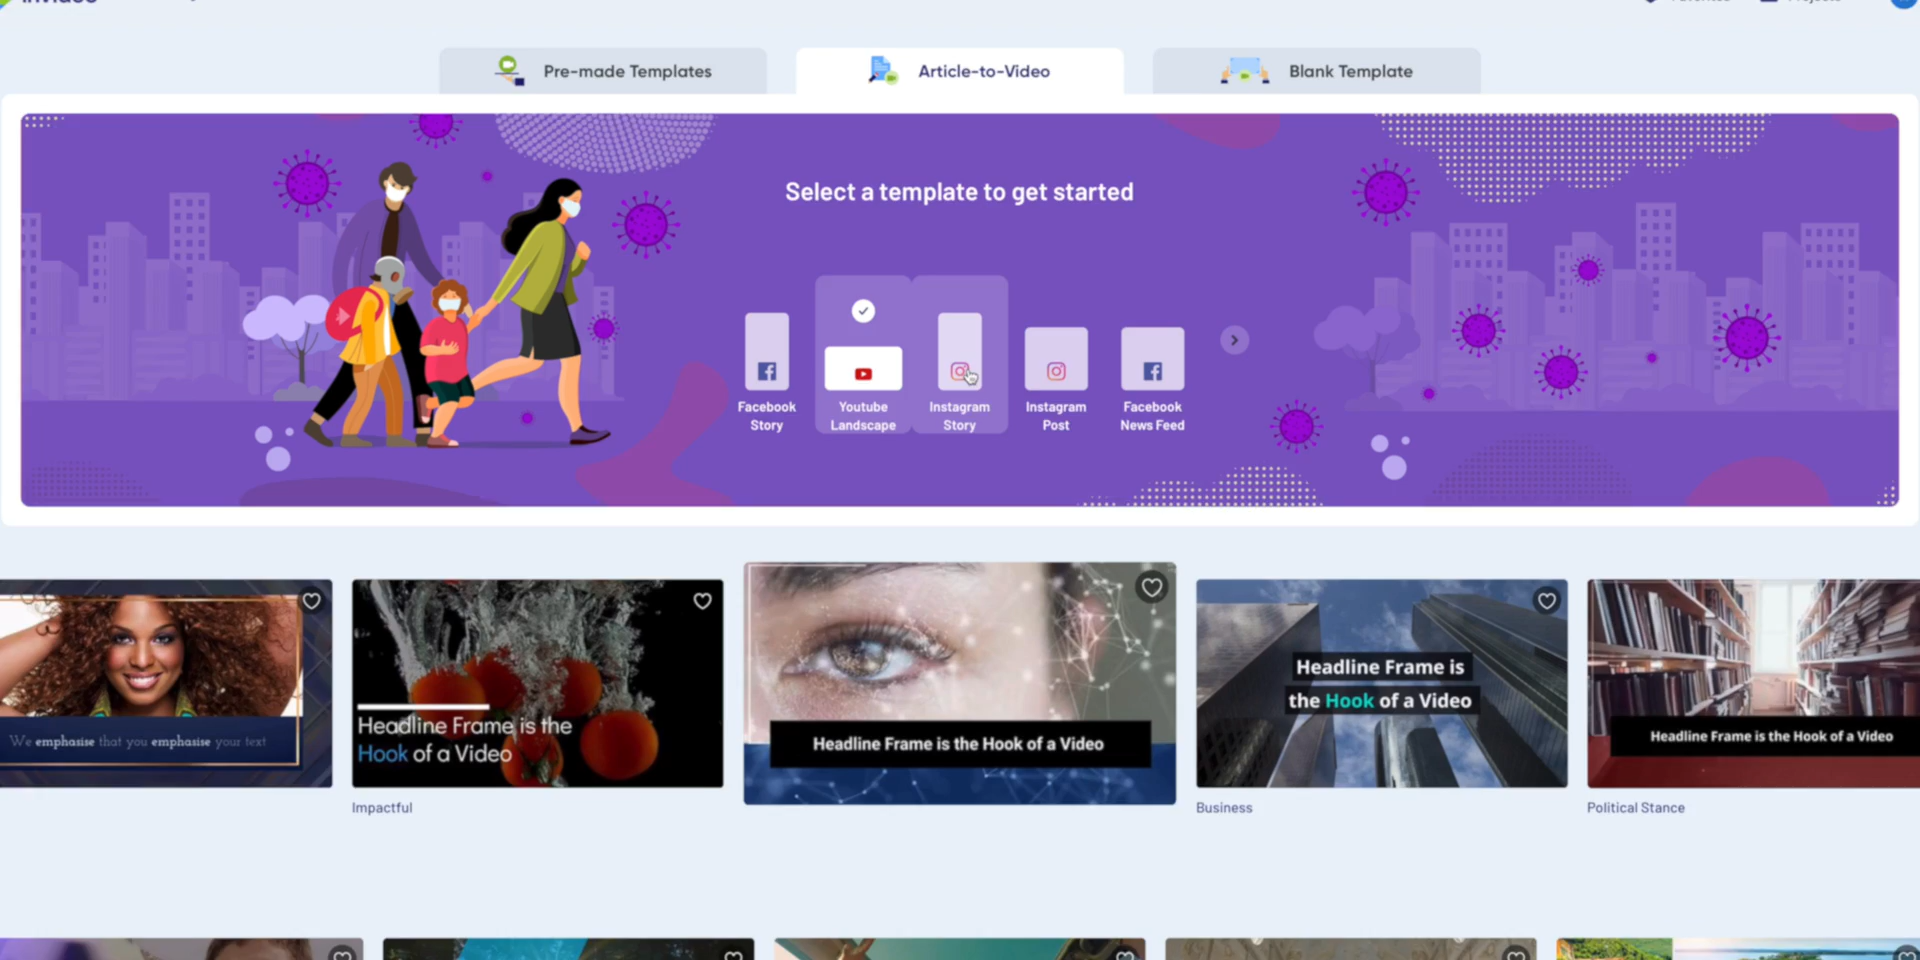 Pre-made Templates
Article-to-Video
Blank Template
Select a template to get started
Facebook
Story
Youtube
Landscape
Instagram
Story
Instagram
Post
Facebook
News Feed
We emphasise that you emphasise your text
Headline Frame is the
Hook of a Video
Impactful
Headline Frame is the Hook of a Video
Headline Frame is
the Hook of a Video
Business
Headline Frame is the Hook of a Video
Political Stance